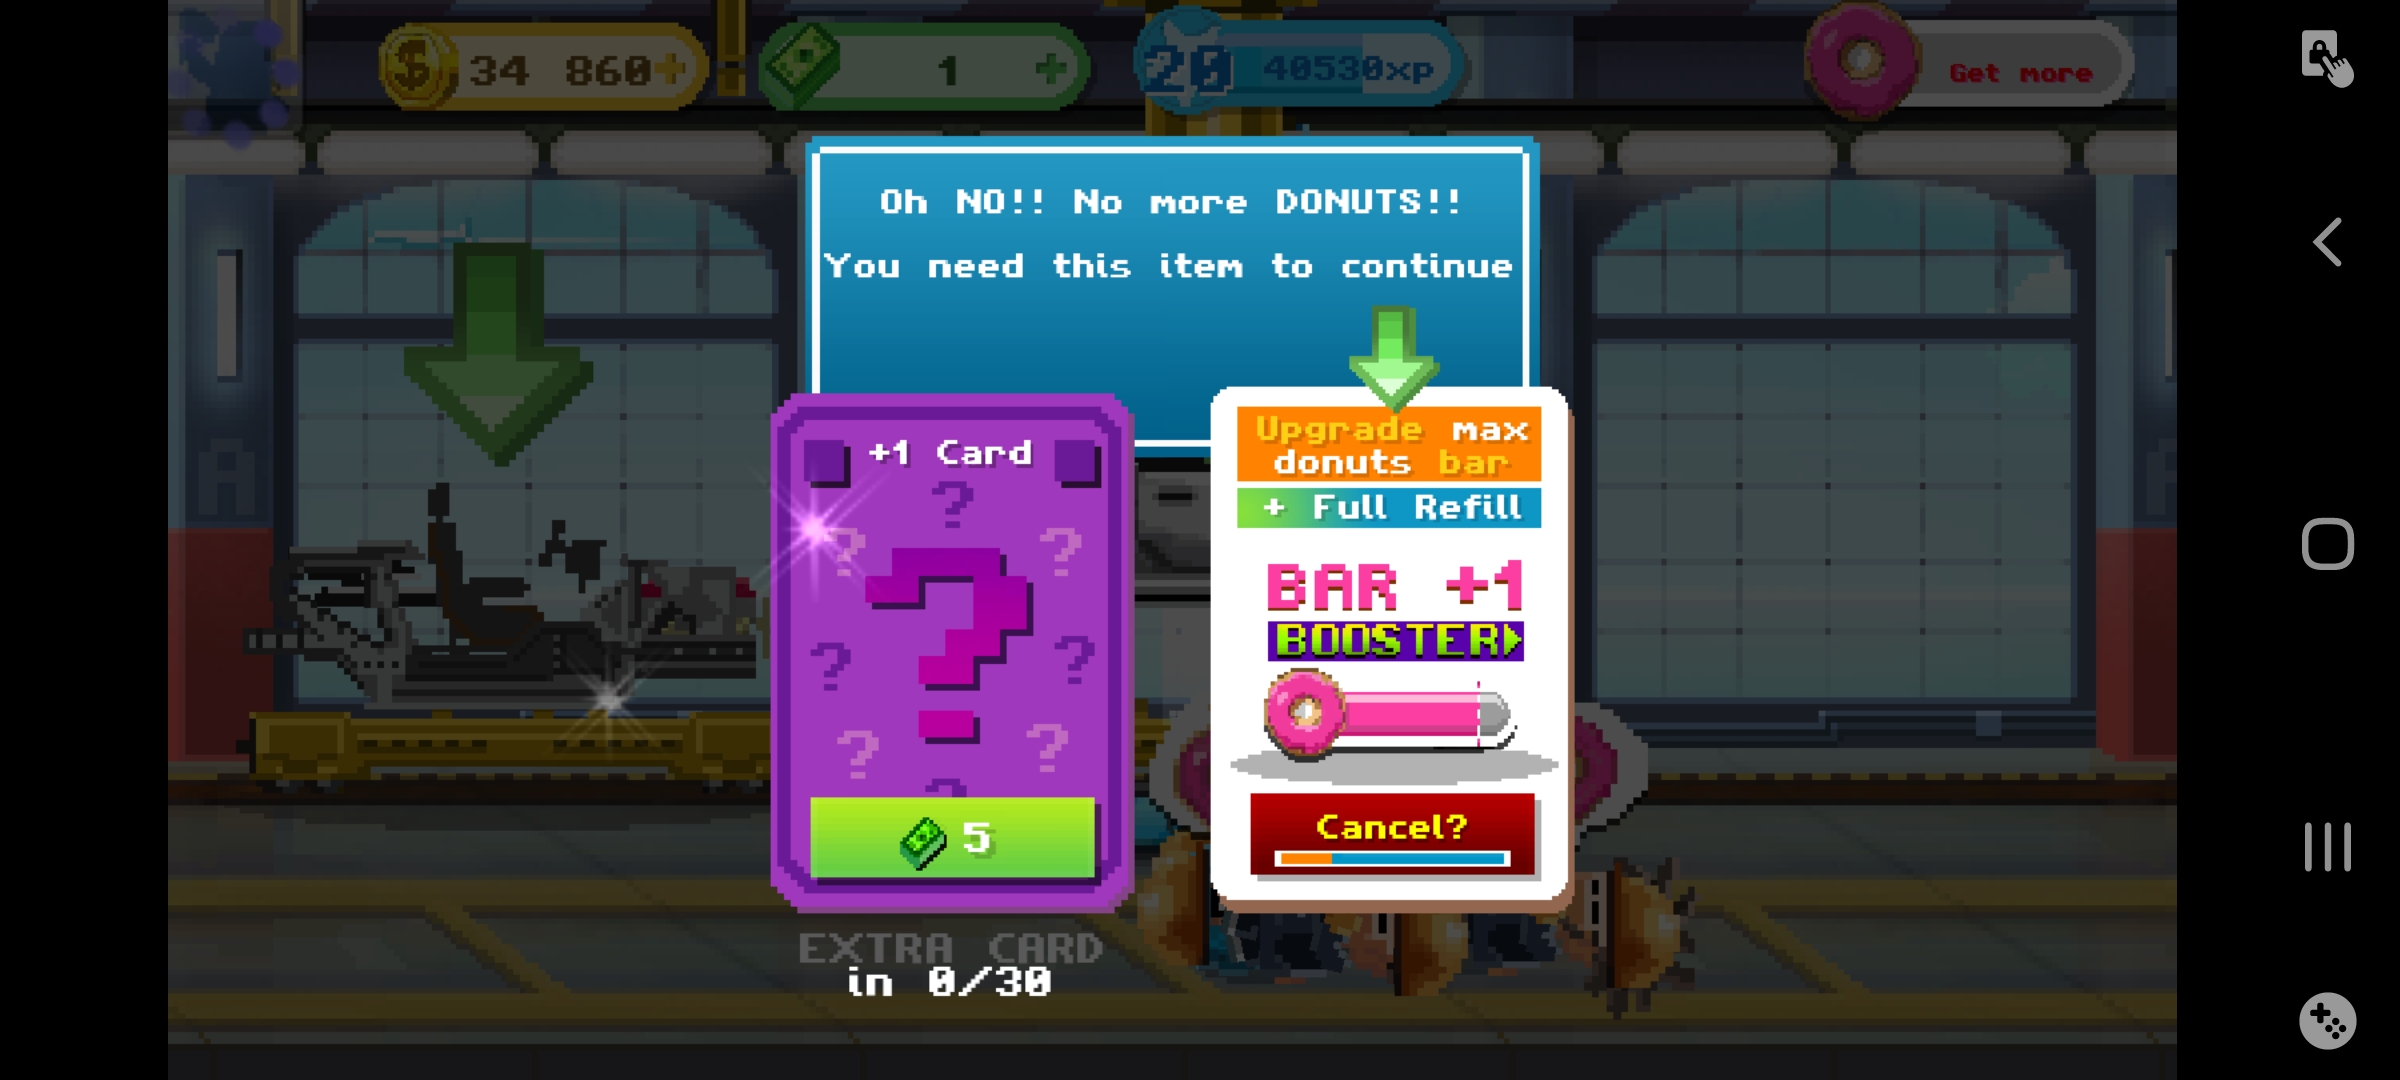 34 860+
1 +
20 40530xp
Get more
Oh NO!! No more DONUTS!!
You need this item to continue
+1 Card
?
5
EXTRA CARD
in 0/30
Upgrade max
donuts bar
+ Full Refill
BAR +1
BOOSTER
Cancel?